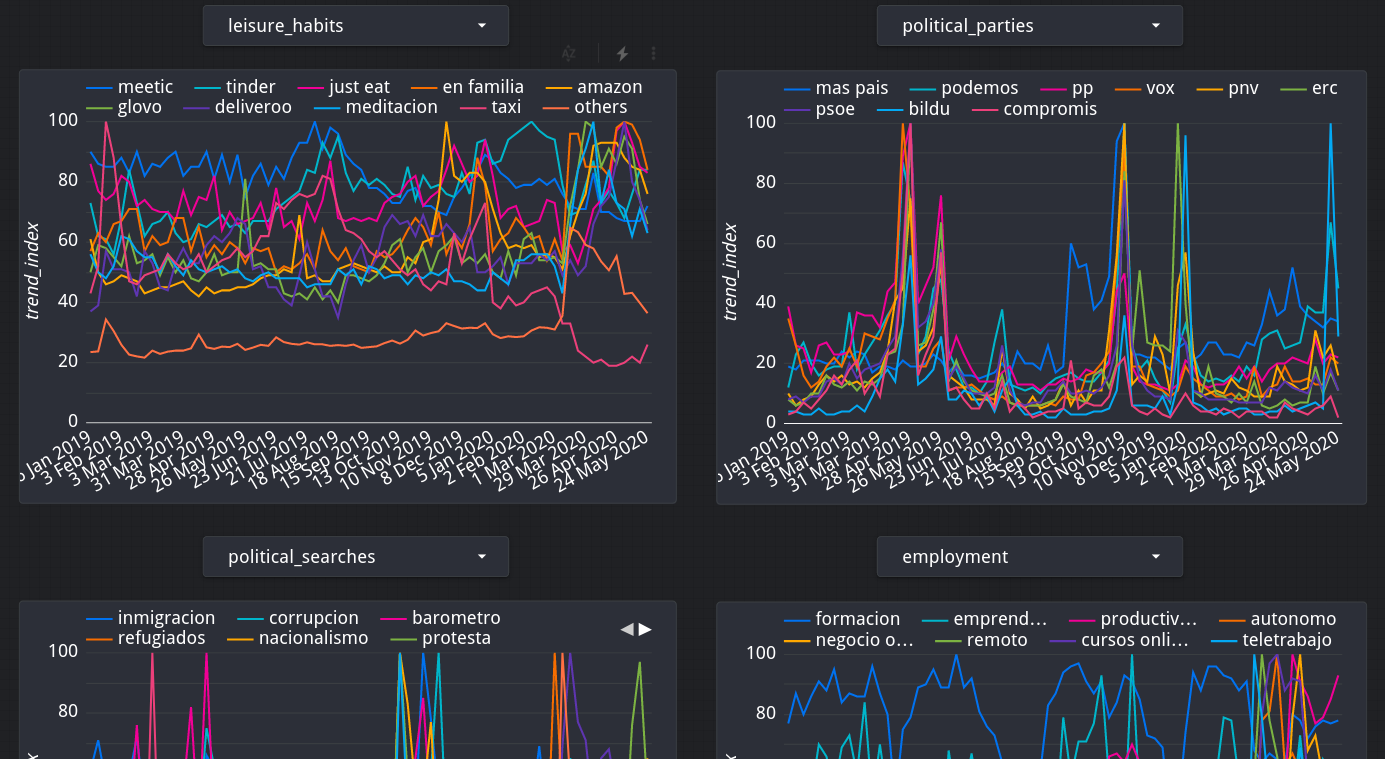 leisure_habits
political_parties
meetic tinder just eat en familia amazon
glovo deliveroo meditacion taxi others
100
80
60
40
20
0
trend_index
Jan 2019
3 Feb 2019
3 Mar 2019
31 Mar 2019
28 Apr 2019
26 May 2019
23 Jun 2019
21 Jul 2019
18 Aug 2019
15 Sep 2019
13 Oct 2019
10 Nov 2019
8 Dec 2019
5 Jan 2020
2 Feb 2020
1 Mar 2020
29 Mar 2020
26 Apr 2020
24 May 2020
mas pais podemos pp vox pnv erc
psoe bildu compromis
100
80
60
40
20
0
trend_index
Jan 2019
3 Feb 2019
3 Mar 2019
31 Mar 2019
28 Apr 2019
26 May 2019
23 Jun 2019
21 Jul 2019
18 Aug 2019
15 Sep 2019
13 Oct 2019
10 Nov 2019
8 Dec 2019
5 Jan 2020
2 Feb 2020
1 Mar 2020
29 Mar 2020
26 Apr 2020
24 May 2020
political_searches
employment
inmigracion corrupcion barometro
refugiados nacionalismo protesta
100
80
formacion emprend... productiv... autonomo
negocio o... remoto cursos onli... teletrabajo
100
80